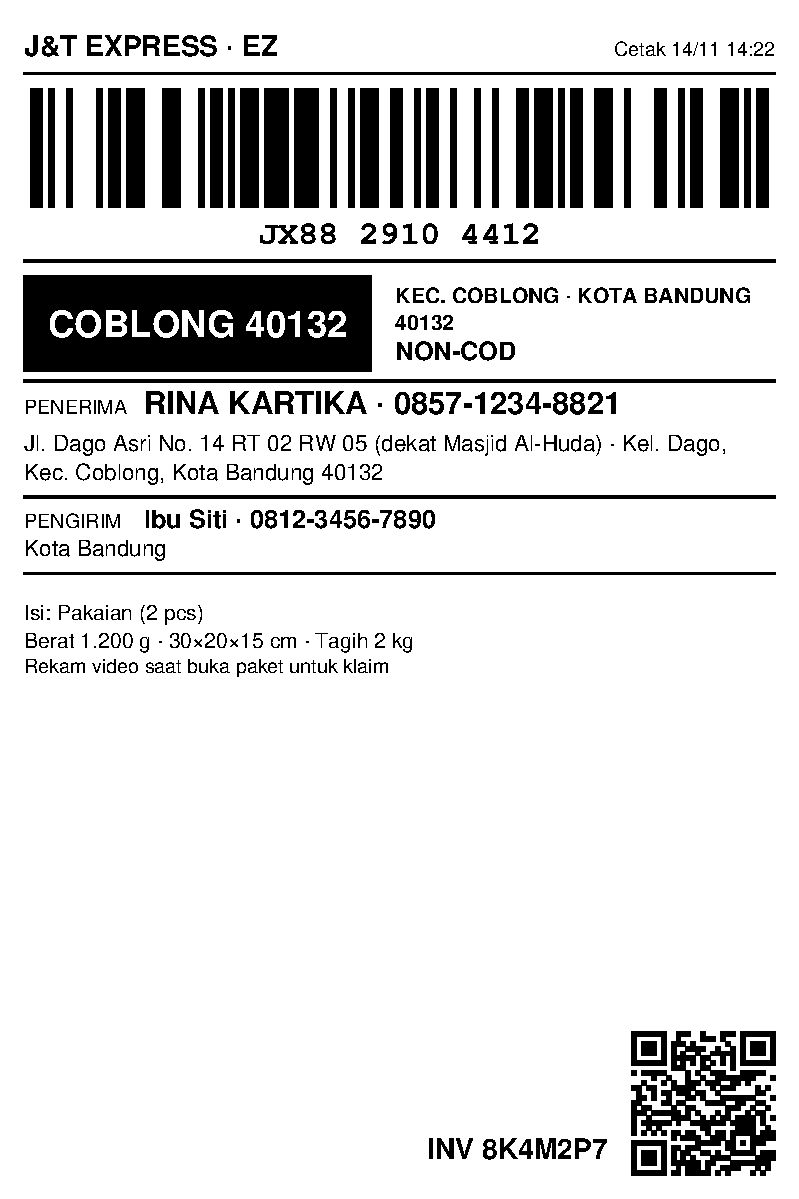 J&T EXPRESS · EZ
Cetak 14/11 14:22
JX88 2910 4412
COBLONG 40132
KEC. COBLONG · KOTA BANDUNG
40132
NON-COD
PENERIMA RINA KARTIKA · 0857-1234-8821
Jl. Dago Asri No. 14 RT 02 RW 05 (dekat Masjid Al-Huda) · Kel. Dago,
Kec. Coblong, Kota Bandung 40132
PENGIRIM Ibu Siti · 0812-3456-7890
Kota Bandung
Isi: Pakaian (2 pcs)
Berat 1.200 g · 30×20×15 cm · Tagih 2 kg
Rekam video saat buka paket untuk klaim
INV 8K4M2P7